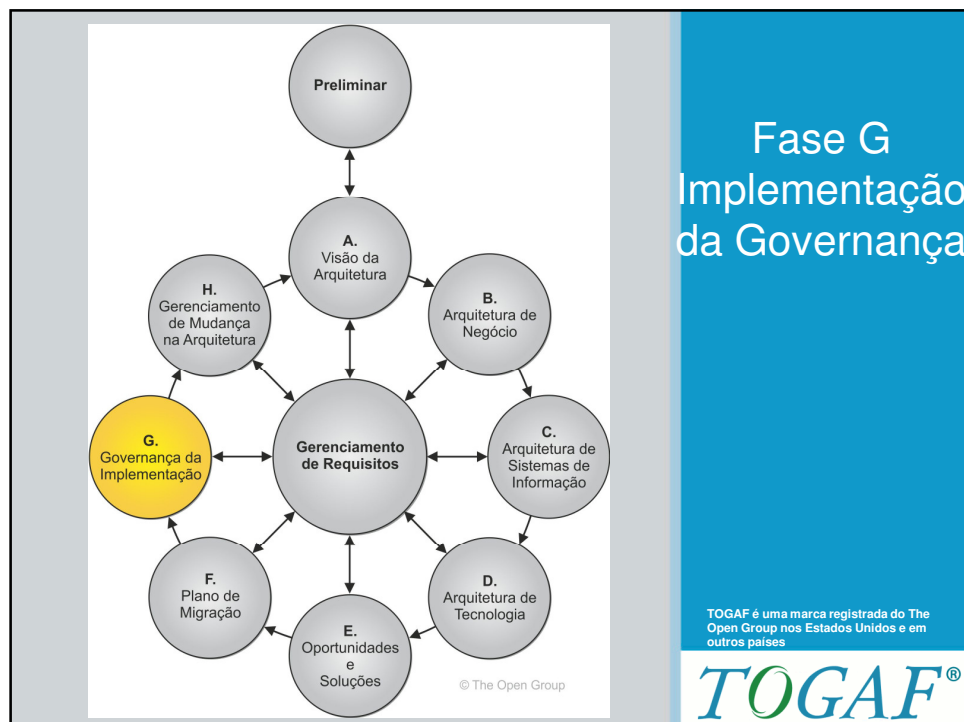 Preliminar
A.
Visão da
Arquitetura
H.
Gerenciamento
de Mudança
na Arquitetura
B.
Arquitetura de
Negócio
G.
Governança da
Implementação
Gerenciamento
de Requisitos
C.
Arquitetura de
Sistemas de
Informação
F.
Plano de
Migração
D.
Arquitetura de
Tecnologia
E.
Oportunidades
e
Soluções
© The Open Group
Fase G
Implementação
da Governança
TOGAF é uma marca registrada do The
Open Group nos Estados Unidos e em
outros países
TOGAF®